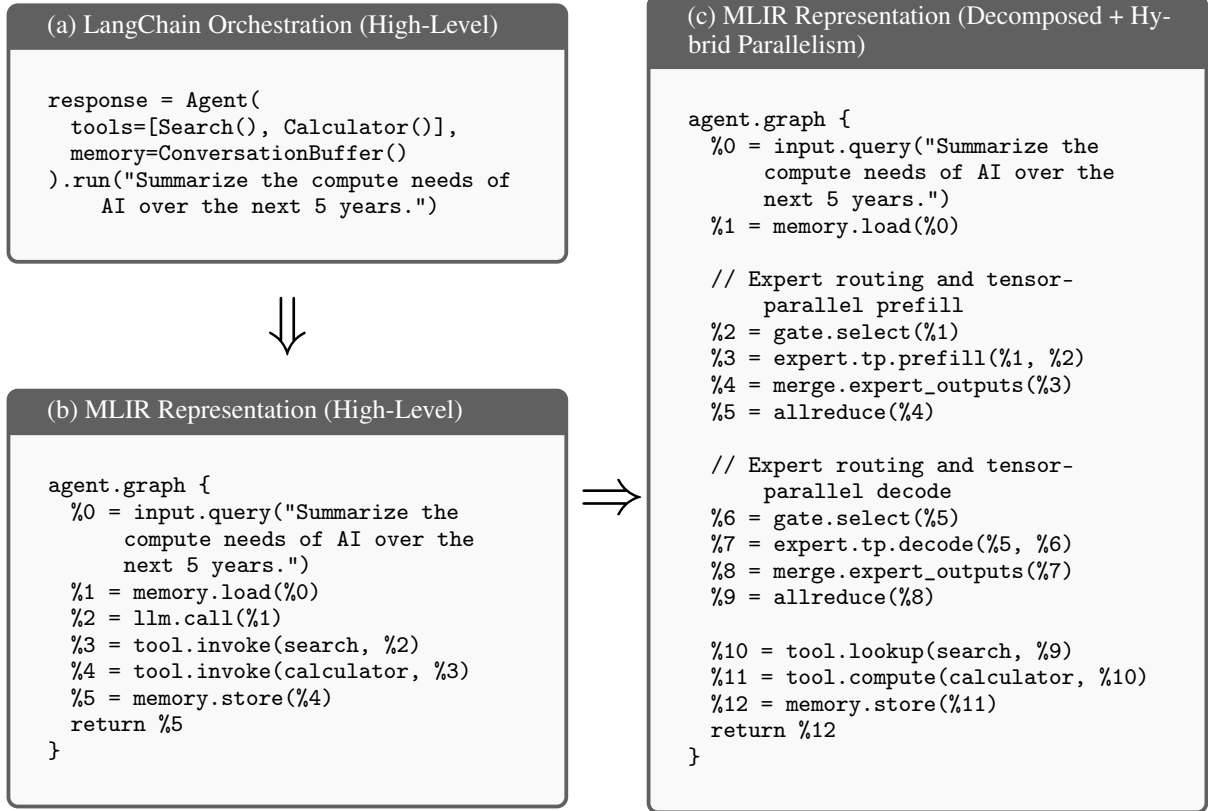 (a) LangChain Orchestration (High-Level)
response = Agent(
  tools=[Search(), Calculator()],
  memory=ConversationBuffer()
).run("Summarize the compute needs of
    AI over the next 5 years.")
⇓
(b) MLIR Representation (High-Level)
agent.graph {
  %0 = input.query("Summarize the
      compute needs of AI over the
      next 5 years.")
  %1 = memory.load(%0)
  %2 = llm.call(%1)
  %3 = tool.invoke(search, %2)
  %4 = tool.invoke(calculator, %3)
  %5 = memory.store(%4)
  return %5
}
⇒
(c) MLIR Representation (Decomposed + Hy-
brid Parallelism)
agent.graph {
  %0 = input.query("Summarize the
      compute needs of AI over the
      next 5 years.")
  %1 = memory.load(%0)

  // Expert routing and tensor-
      parallel prefill
  %2 = gate.select(%1)
  %3 = expert.tp.prefill(%1, %2)
  %4 = merge.expert_outputs(%3)
  %5 = allreduce(%4)

  // Expert routing and tensor-
      parallel decode
  %6 = gate.select(%5)
  %7 = expert.tp.decode(%5, %6)
  %8 = merge.expert_outputs(%7)
  %9 = allreduce(%8)

  %10 = tool.lookup(search, %9)
  %11 = tool.compute(calculator, %10)
  %12 = memory.store(%11)
  return %12
}